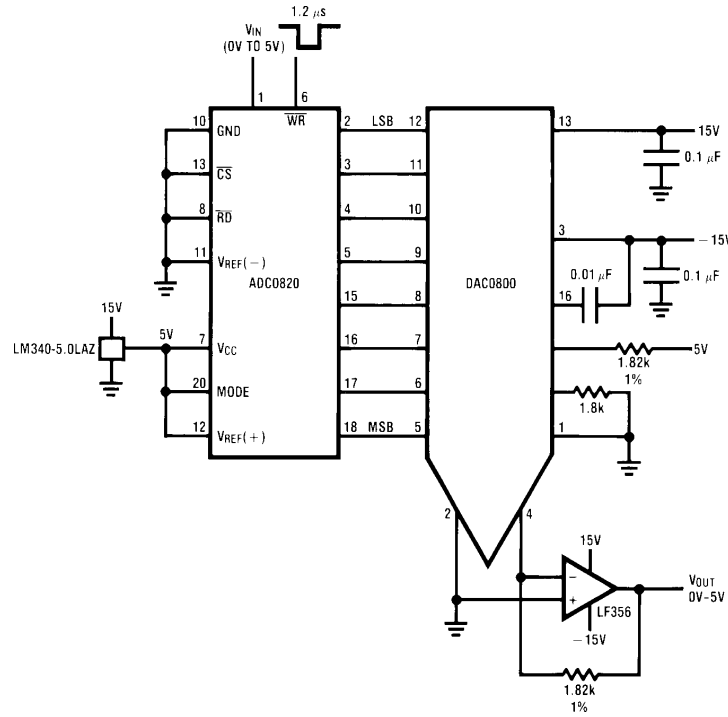 1.2 μs
VIN
(0V TO 5V)
1
6
WR
10
GND
2
LSB
12
13
15V
0.1 μF
13
CS
3
11
8
RD
4
10
3
−15V
0.1 μF
11
VREF(−)
5
9
0.01 μF
ADC0820
DAC0800
15
8
16
15V
LM340-5.0LAZ
5V
7
VCC
16
7
5V
1.82k
1%
20
MODE
17
6
1.8k
12
VREF(+)
18
MSB
5
1
2
4
15V
−
+
LF356
−15V
VOUT
0V–5V
1.82k
1%